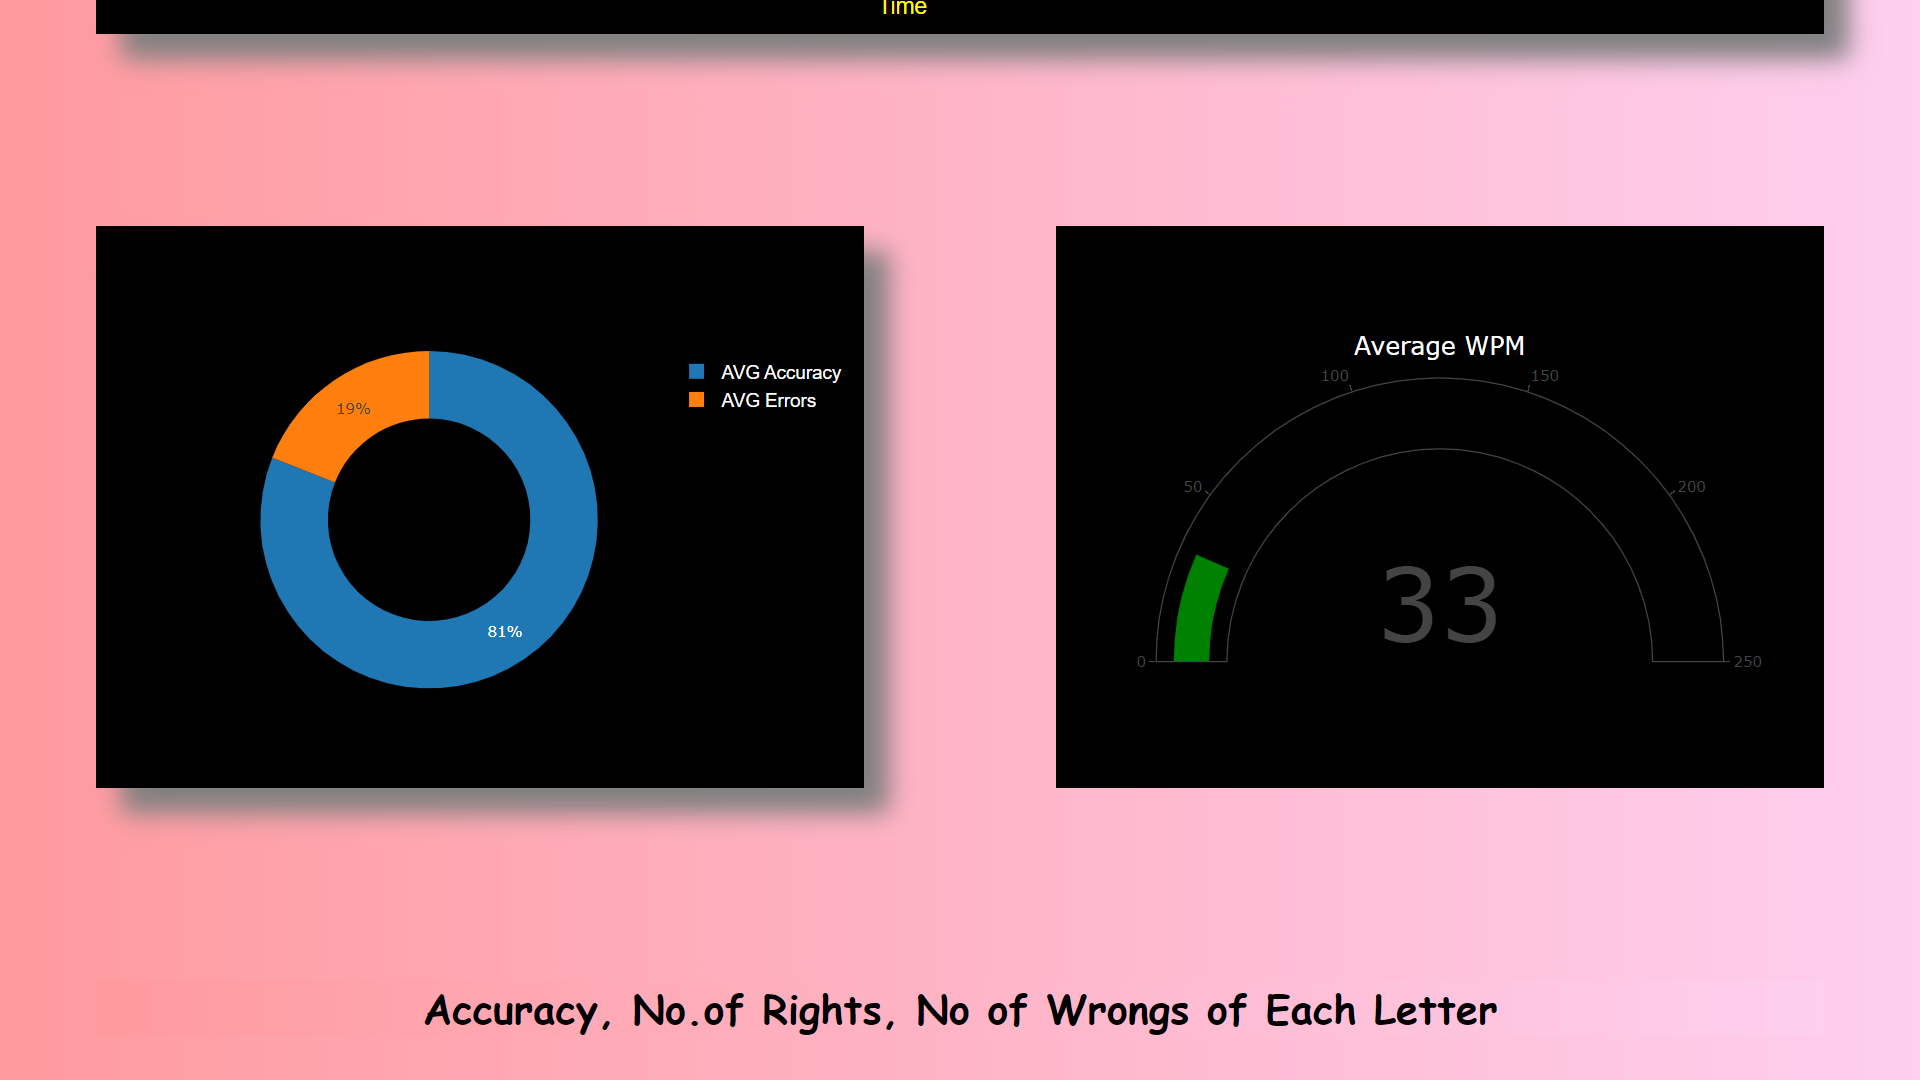 Time
AVG Accuracy
AVG Errors
19%
81%
Average WPM
100
150
50
200
33
0
250
Accuracy, No.of Rights, No of Wrongs of Each Letter